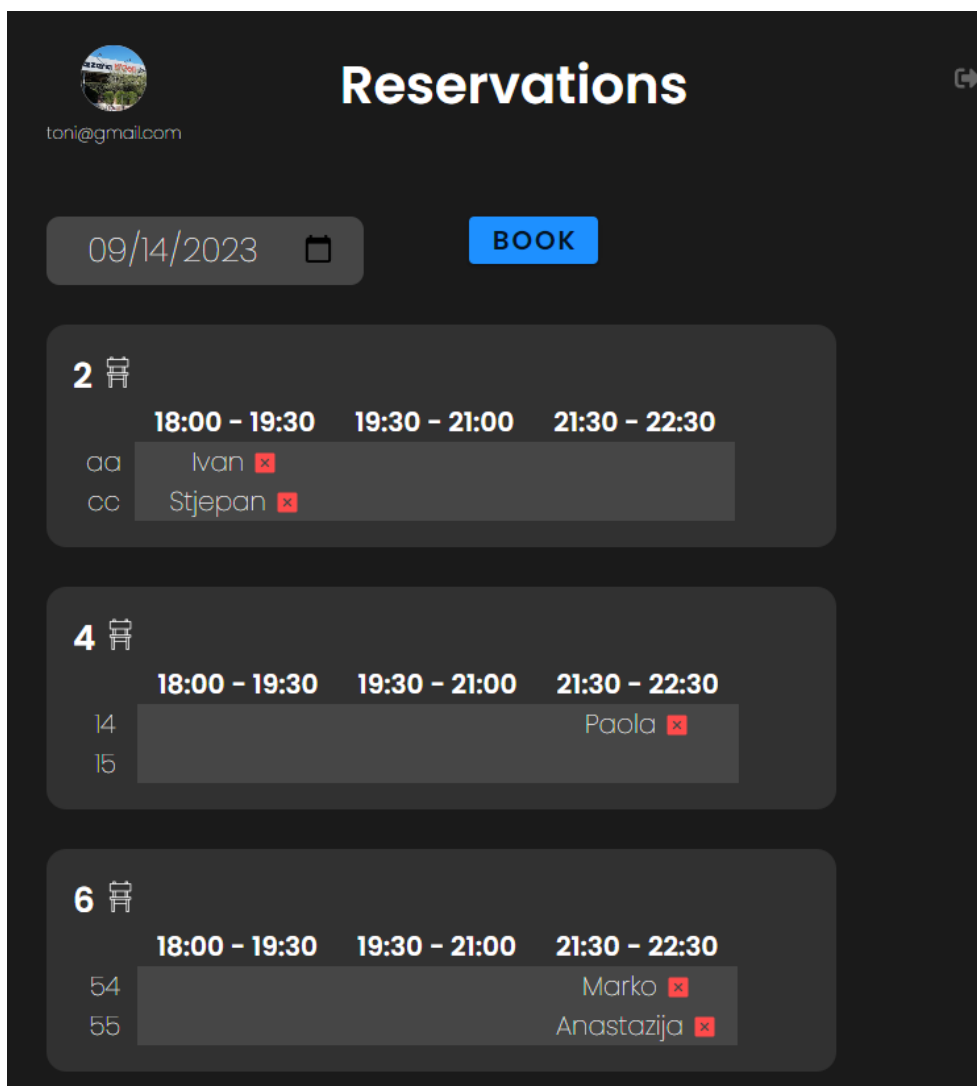 Reservations
toni@gmail.com
09/14/2023
BOOK
2
18:00 - 19:30 19:30 - 21:00 21:30 - 22:30
aa Ivan
cc Stjepan
4
18:00 - 19:30 19:30 - 21:00 21:30 - 22:30
14 Paola
15
6
18:00 - 19:30 19:30 - 21:00 21:30 - 22:30
54 Marko
55 Anastazija